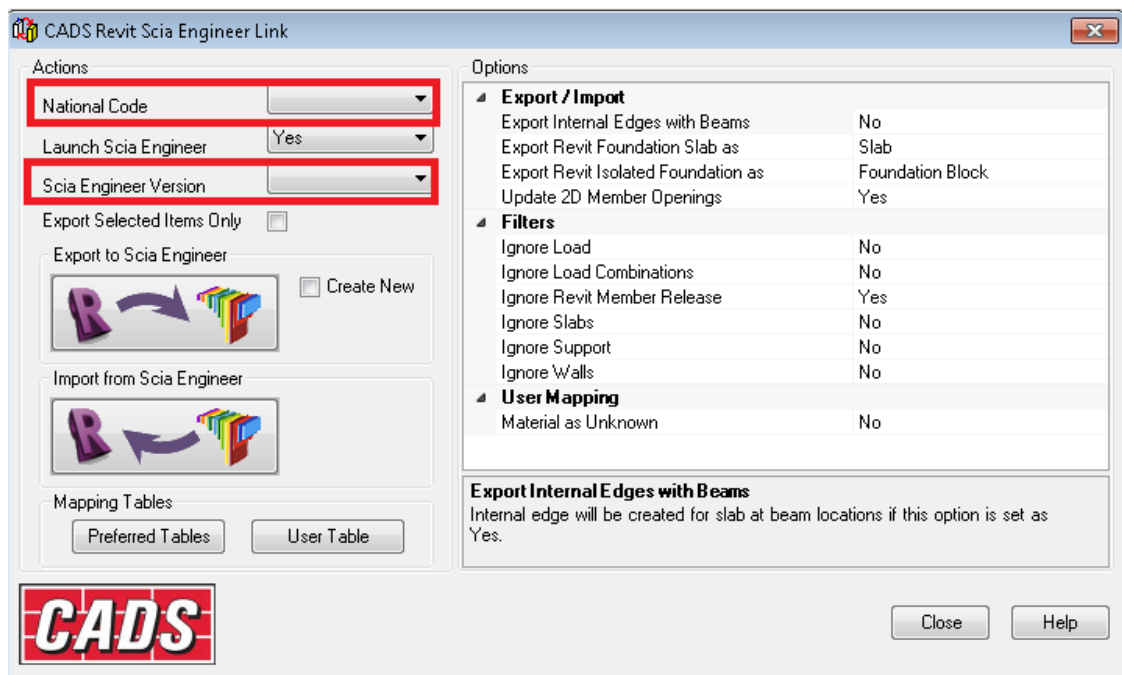 CADS Revit Scia Engineer Link
Actions
National Code
Launch Scia Engineer Yes
Scia Engineer Version
Export Selected Items Only
Export to Scia Engineer
Create New
Import from Scia Engineer
Mapping Tables
Preferred Tables User Table
Options
Export / Import
Export Internal Edges with Beams No
Export Revit Foundation Slab as Slab
Export Revit Isolated Foundation as Foundation Block
Update 2D Member Openings Yes
Filters
Ignore Load No
Ignore Load Combinations No
Ignore Revit Member Release Yes
Ignore Slabs No
Ignore Support No
Ignore Walls No
User Mapping
Material as Unknown No
Export Internal Edges with Beams
Internal edge will be created for slab at beam locations if this option is set as
Yes.
CADS
Close Help